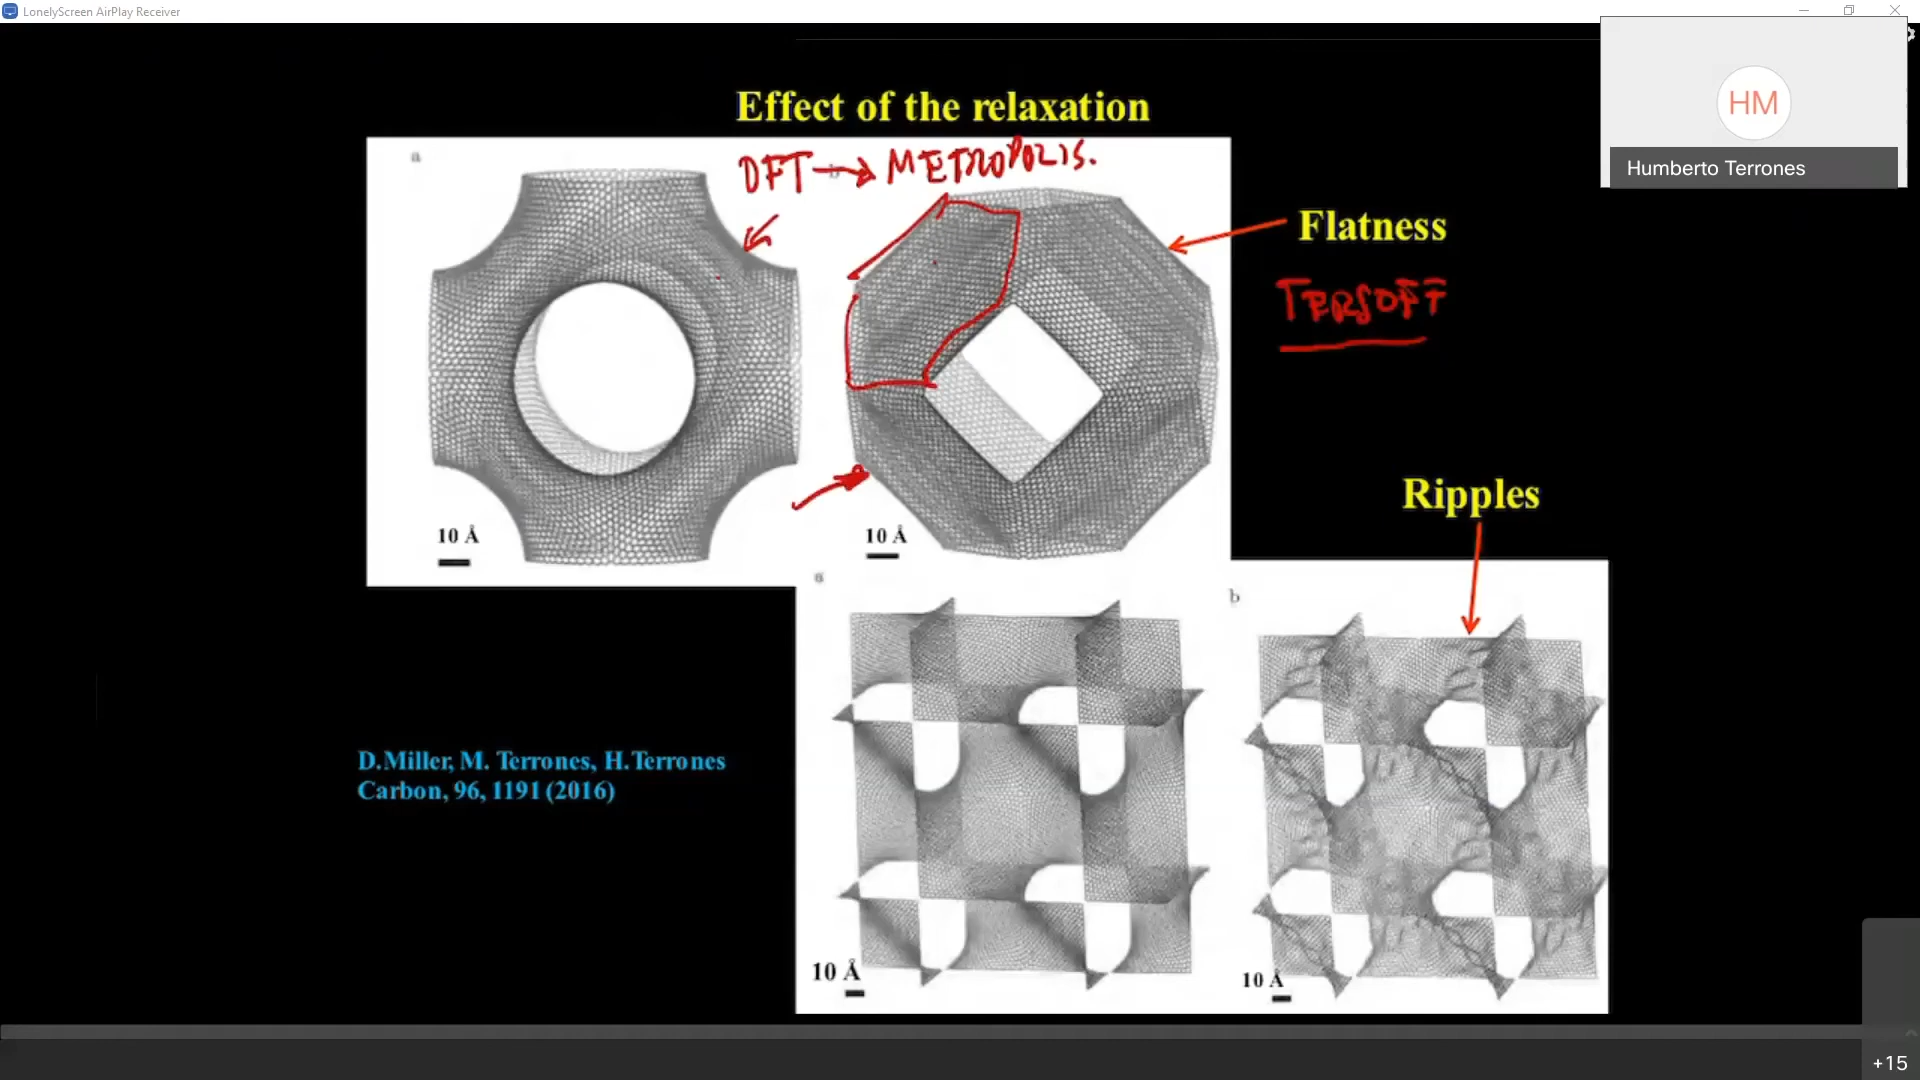 LonelyScreen AirPlay Receiver
HM
Humberto Terrones
Effect of the relaxation
a
DFT → METROPOLIS.
b
Flatness
TERSOFF
Ripples
10 Å
10 Å
a
b
D.Miller, M. Terrones, H.Terrones
Carbon, 96, 1191 (2016)
10 Å
10 Å
+15